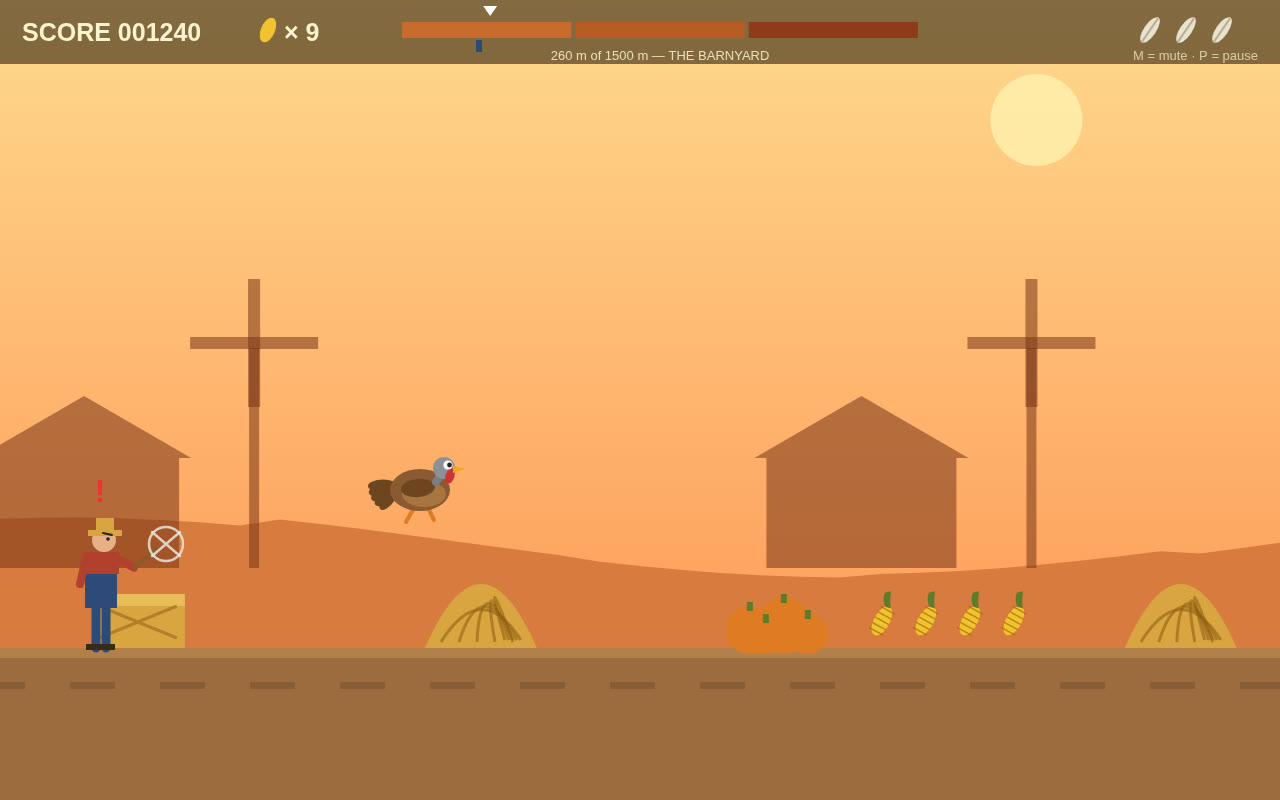 SCORE 001240
× 9
260 m of 1500 m — THE BARNYARD
M = mute · P = pause
!